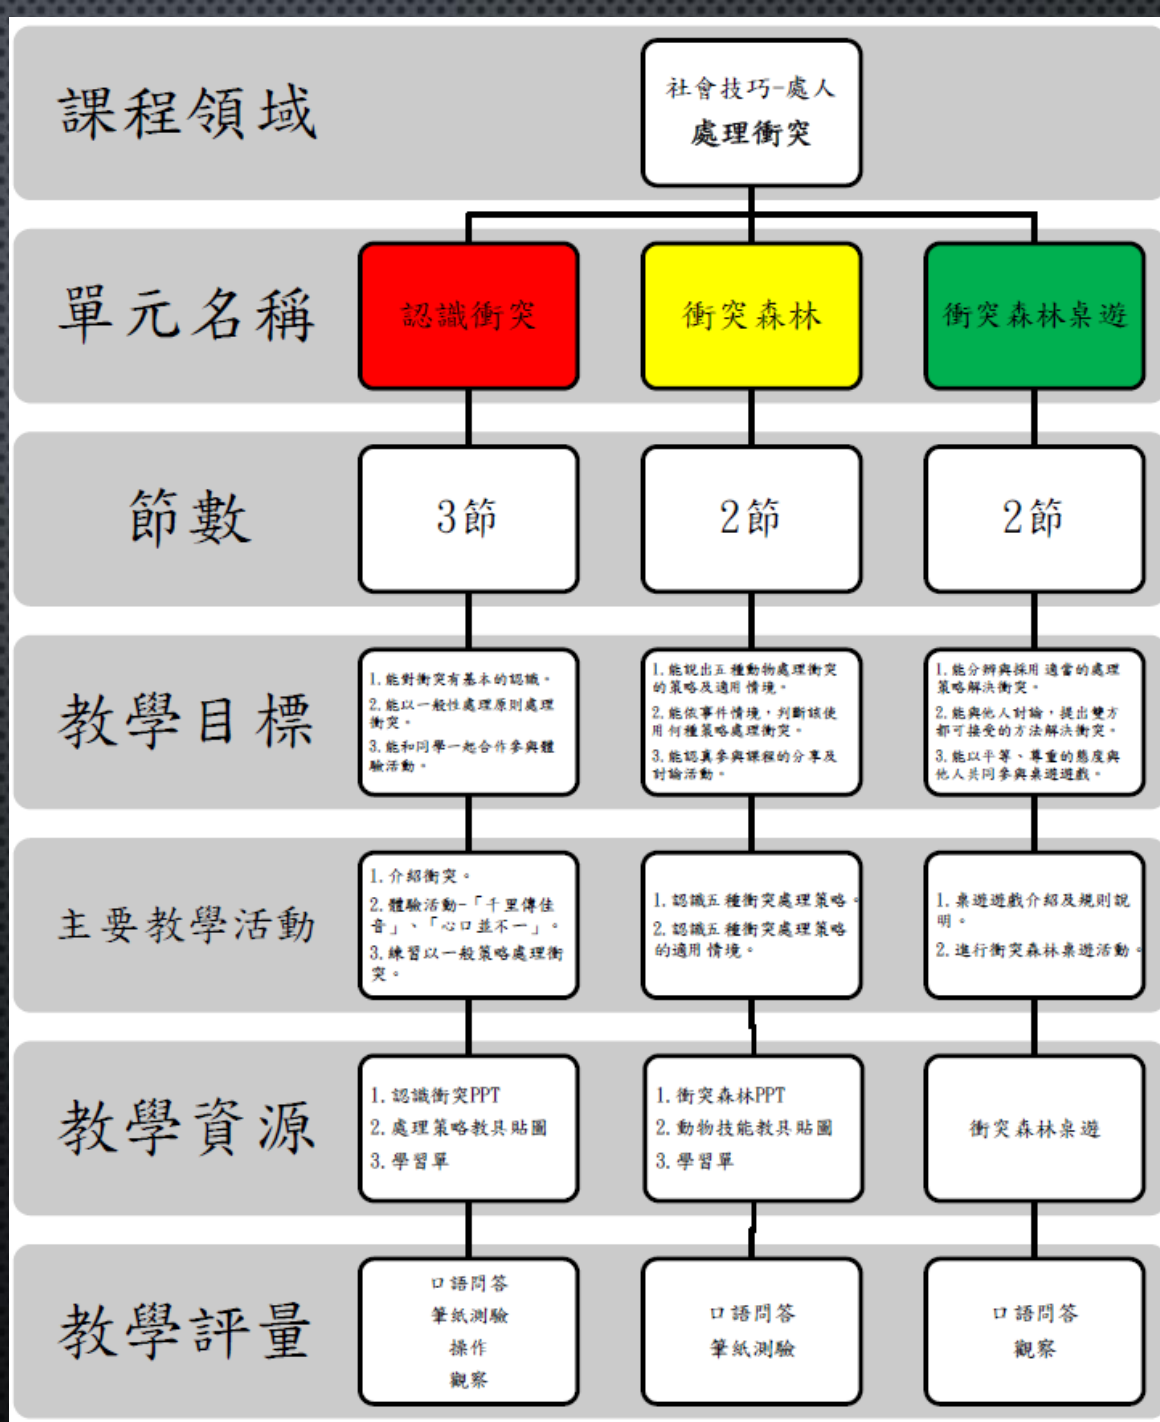 課程領域
社會技巧-處人
處理衝突
單元名稱
認識衝突
衝突森林
衝突森林桌遊
節數
3節
2節
2節
教學目標
1.能對衝突有基本的認識。
2.能以一般性處理原則處理
衝突。
3.能和同學一起合作參與體
驗活動。
1.能說出五種動物處理衝突
的策略及適用情境。
2.能依事件情境，判斷該使
用何種策略處理衝突。
3.能認真參與課程的分享及
討論活動。
1.能分辨與採用適當的處理
策略解決衝突。
2.能與他人討論，提出雙方
都可接受的方法解決衝突。
3.能以平等、尊重的態度與
他人共同參與桌遊遊戲。
主要教學活動
1.介紹衝突。
2.體驗活動-「千里傳佳
音」、「心口並不一」。
3.練習以一般策略處理衝
突。
1.認識五種衝突處理策略。
2.認識五種衝突處理策略
的適用情境。
1.桌遊遊戲介紹及規則說
明。
2.進行衝突森林桌遊活動。
教學資源
1.認識衝突PPT
2.處理策略教具貼圖
3.學習單
1.衝突森林PPT
2.動物技能教具貼圖
3.學習單
衝突森林桌遊
教學評量
口語問答
筆紙測驗
操作
觀察
口語問答
筆紙測驗
口語問答
觀察